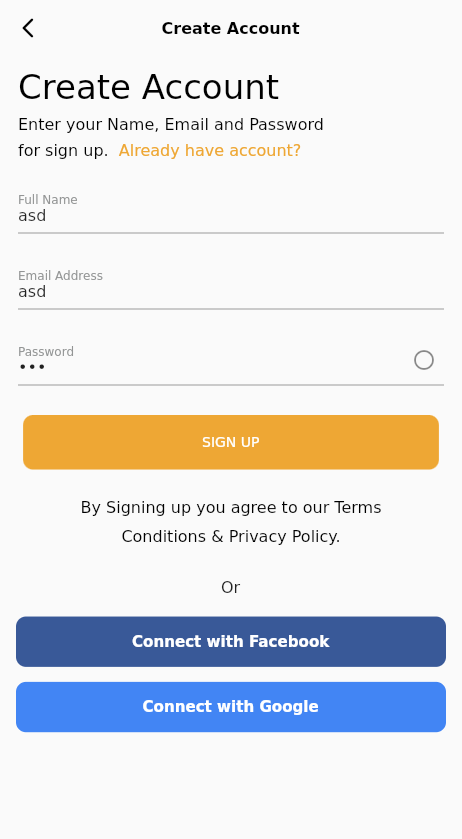 Create Account
Create Account
Enter your Name, Email and Password
for sign up. Already have account?
Full Name
asd
Email Address
asd
Password
•••
SIGN UP
By Signing up you agree to our Terms
Conditions & Privacy Policy.
Or
Connect with Facebook
Connect with Google